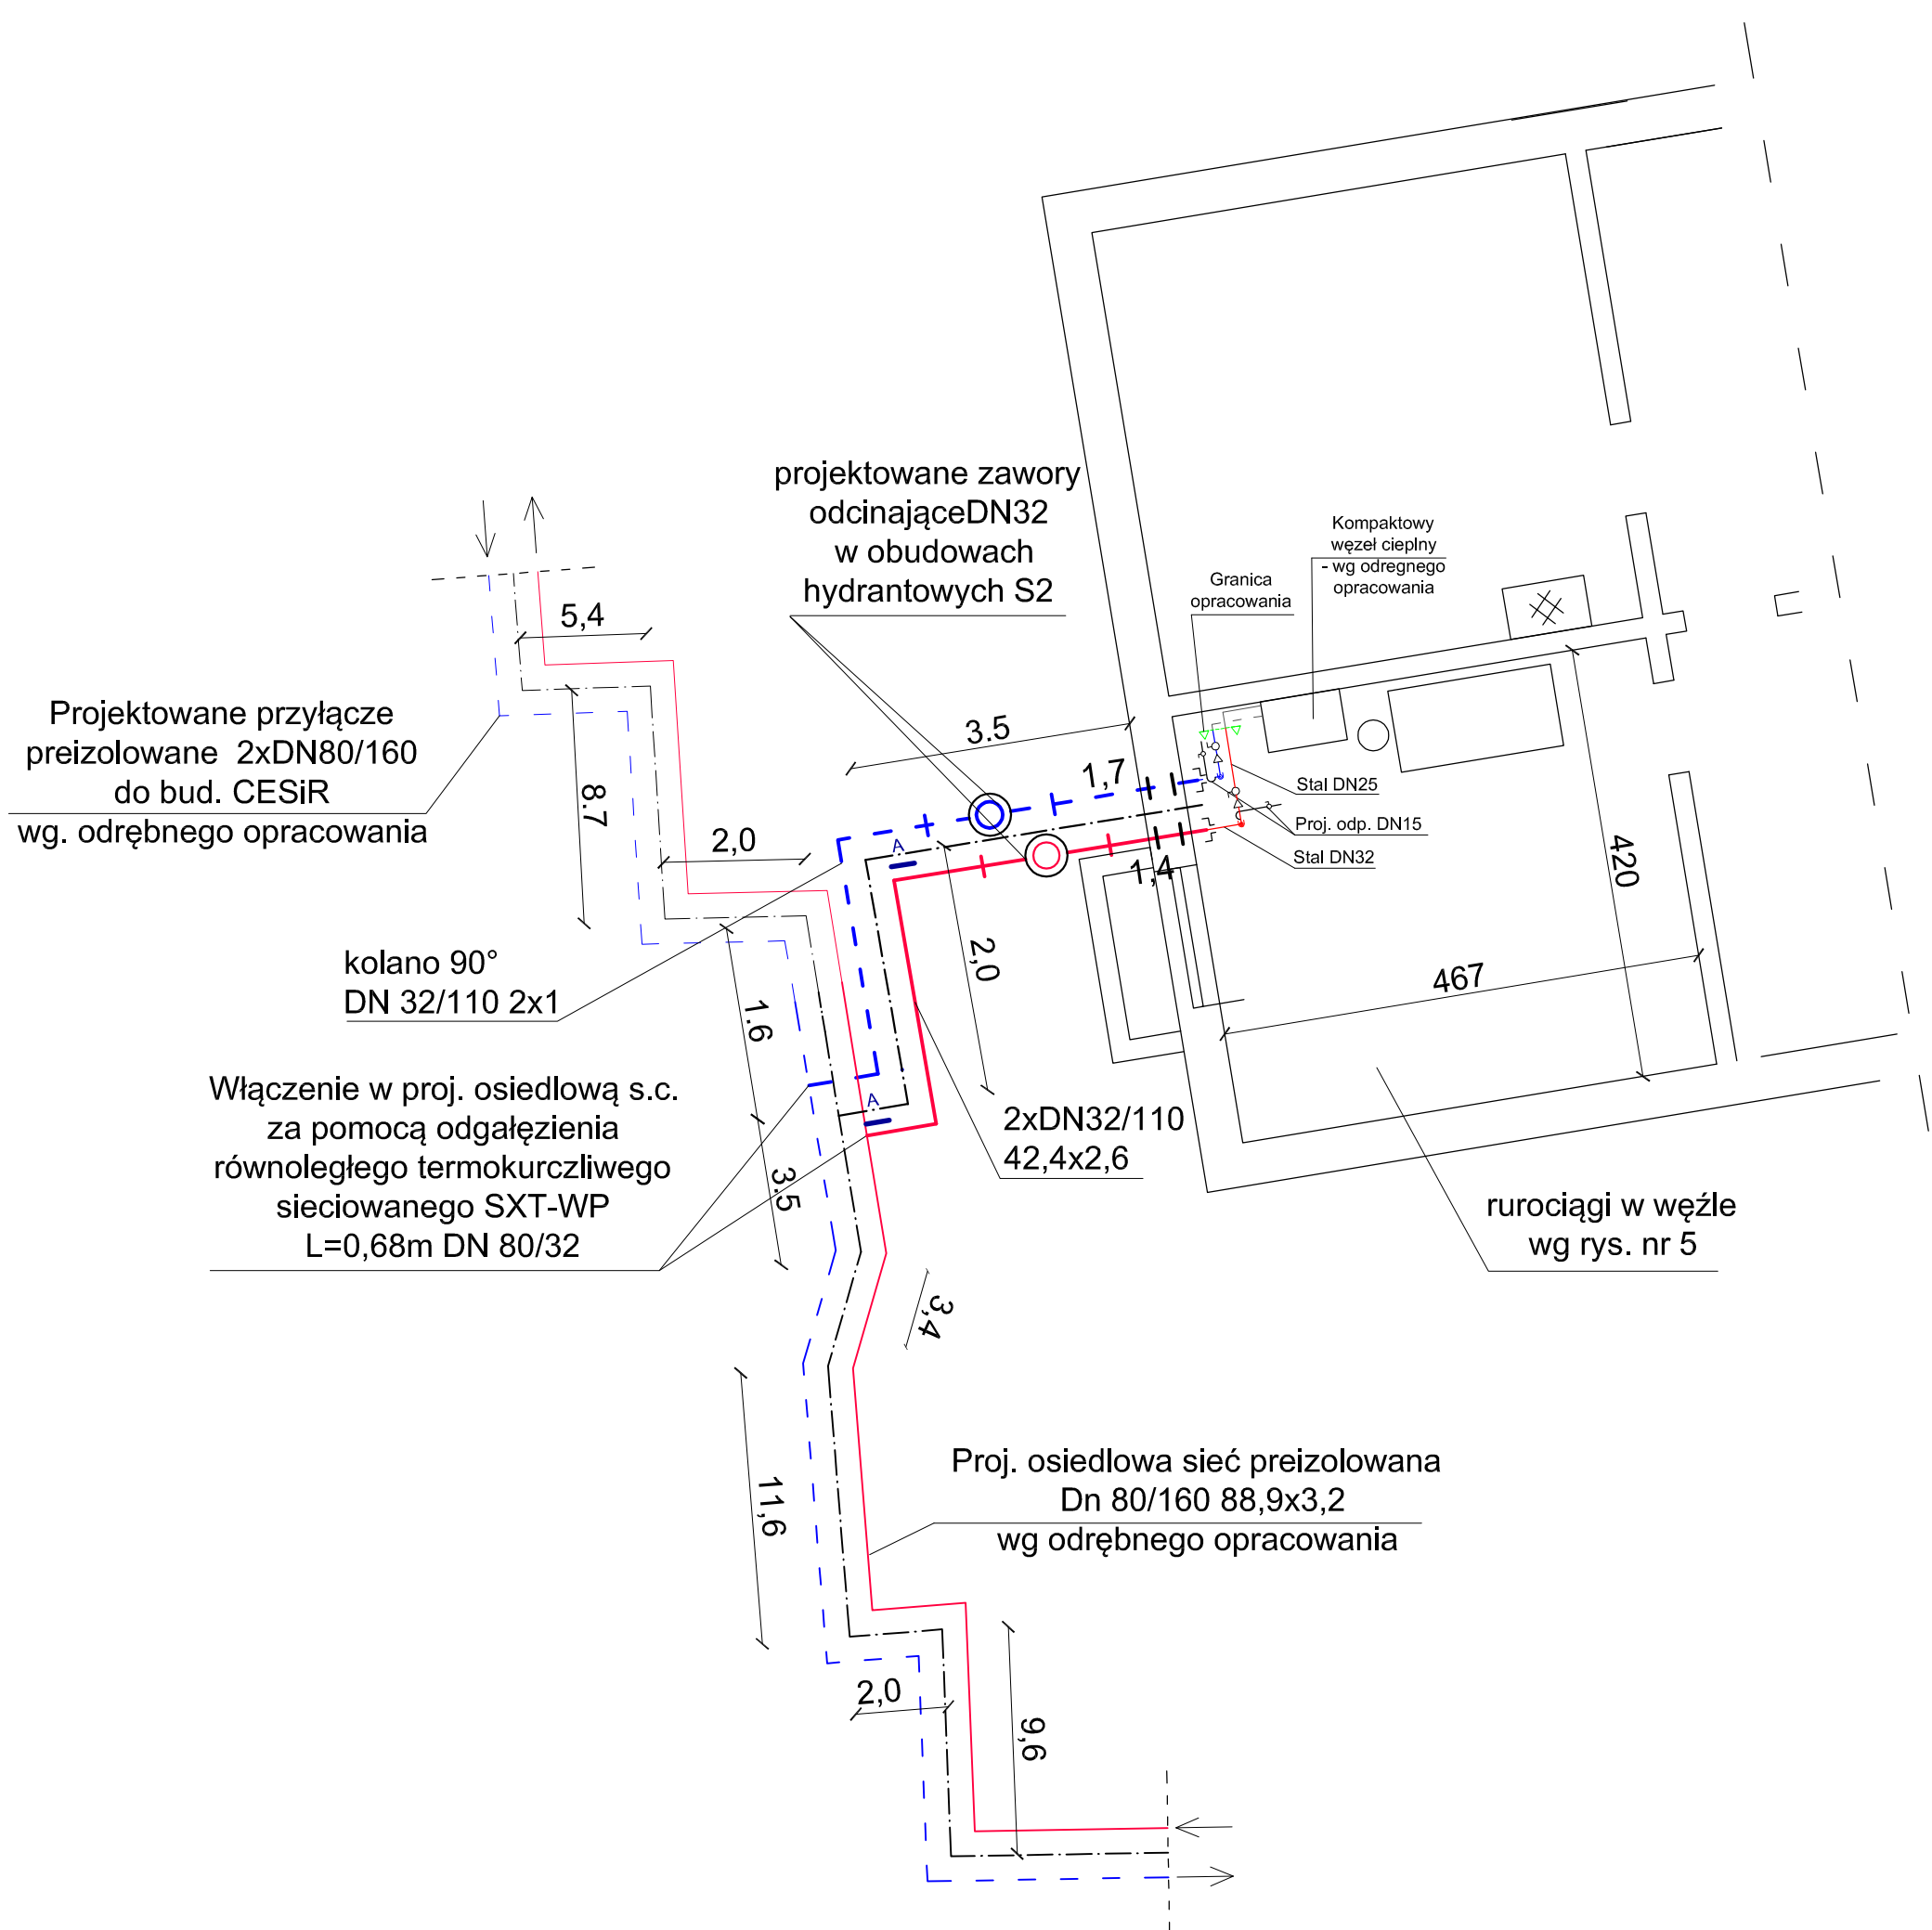 projektowane zawory
odcinająceDN32
w obudowach
hydrantowych S2
Kompaktowy
węzeł cieplny
- wg odregnego
opracowania
Granica
opracowania
5,4
Projektowane przyłącze
preizolowane 2xDN80/160
do bud. CESiR
wg. odrębnego opracowania
3.5
1,7
8.7
2,0
A
Stal DN25
Proj. odp. DN15
Stal DN32
1,4
420
2,0
467
kolano 90°
DN 32/110 2x1
1.6
Włączenie w proj. osiedlową s.c.
za pomocą odgałęzienia
równoległego termokurczliwego
sieciowanego SXT-WP
L=0,68m DN 80/32
A
2xDN32/110
42,4x2,6
3.5
rurociągi w węźle
wg rys. nr 5
3,4
11,6
Proj. osiedlowa sieć preizolowana
Dn 80/160 88,9x3,2
wg odrębnego opracowania
2,0
9,6